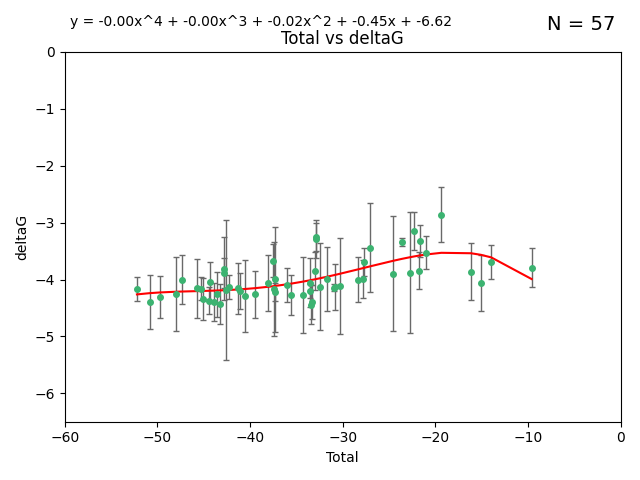 y = -0.00x^4 + -0.00x^3 + -0.02x^2 + -0.45x + -6.62
N = 57
Total vs deltaG
0
−1
−2
−3
−4
−5
−6
deltaG
−60 −50 −40 −30 −20 −10 0
Total